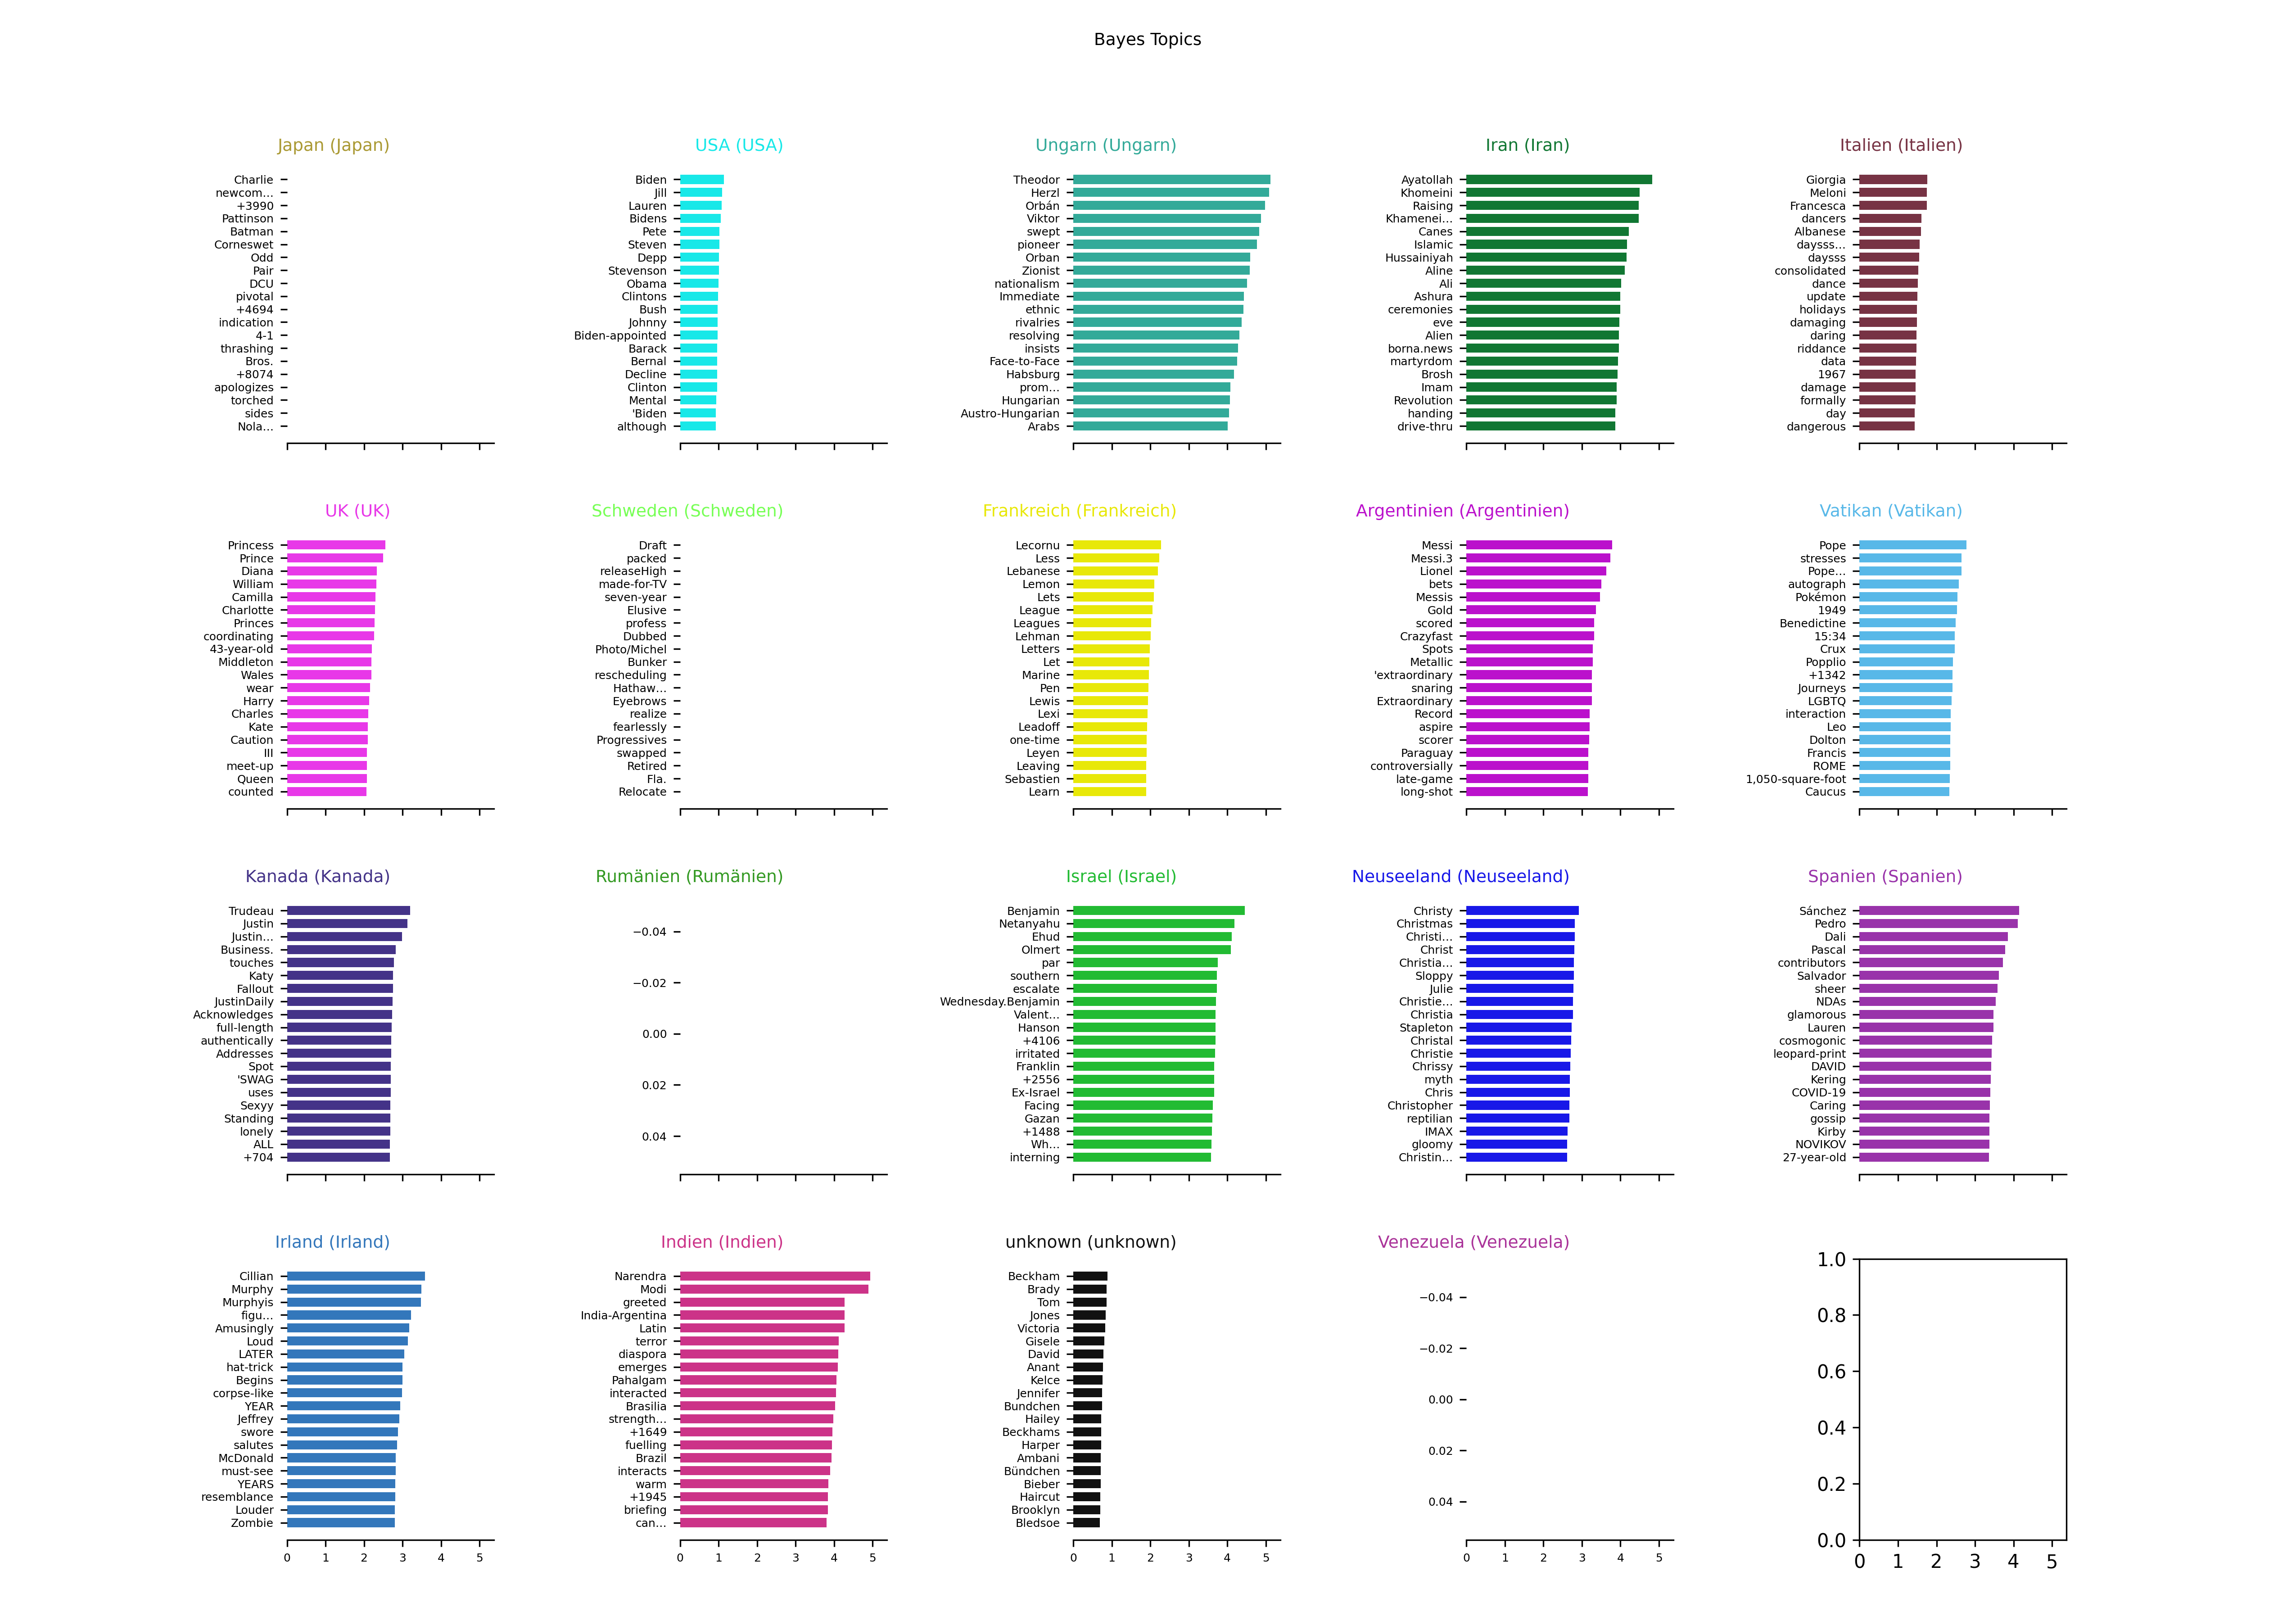 Bayes Topics
Japan (Japan)
Charlie
newcom…
+3990
Pattinson
Batman
Corneswet
Odd
Pair
DCU
pivotal
+4694
indication
4-1
thrashing
Bros.
+8074
apologizes
torched
sides
Nola…
USA (USA)
Biden
Jill
Lauren
Bidens
Pete
Steven
Depp
Stevenson
Obama
Clintons
Bush
Johnny
Biden-appointed
Barack
Bernal
Decline
Clinton
Mental
'Biden
although
Ungarn (Ungarn)
Theodor
Herzl
Orbán
Viktor
swept
pioneer
Orban
Zionist
nationalism
Immediate
ethnic
rivalries
resolving
insists
Face-to-Face
Habsburg
prom…
Hungarian
Austro-Hungarian
Arabs
Iran (Iran)
Ayatollah
Khomeini
Raising
Khamenei…
Canes
Islamic
Hussainiyah
Aline
Ali
Ashura
ceremonies
eve
Alien
borna.news
martyrdom
Brosh
Imam
Revolution
handing
drive-thru
Italien (Italien)
Giorgia
Meloni
Francesca
dancers
Albanese
daysss…
daysss
consolidated
dance
update
holidays
damaging
daring
riddance
data
1967
damage
formally
day
dangerous
UK (UK)
Princess
Prince
Diana
William
Camilla
Charlotte
Princes
coordinating
43-year-old
Middleton
Wales
wear
Harry
Charles
Kate
Caution
III
meet-up
Queen
counted
Schweden (Schweden)
Draft
packed
releaseHigh
made-for-TV
seven-year
Elusive
profess
Dubbed
Photo/Michel
Bunker
rescheduling
Hathaw…
Eyebrows
realize
fearlessly
Progressives
swapped
Retired
Fla.
Relocate
Frankreich (Frankreich)
Lecornu
Less
Lebanese
Lemon
Lets
League
Leagues
Lehman
Letters
Let
Marine
Pen
Lewis
Lexi
Leadoff
one-time
Leyen
Leaving
Sebastien
Learn
Argentinien (Argentinien)
Messi
Messi.3
Lionel
bets
Messis
Gold
scored
Crazyfast
Spots
Metallic
'extraordinary
snaring
Extraordinary
Record
aspire
scorer
Paraguay
controversially
late-game
long-shot
Vatikan (Vatikan)
Pope
stresses
Pope…
autograph
Pokémon
1949
Benedictine
15:34
Crux
Popplio
+1342
Journeys
LGBTQ
interaction
Leo
Dolton
Francis
ROME
1,050-square-foot
Caucus
Kanada (Kanada)
Trudeau
Justin
Justin…
Business.
touches
Katy
Fallout
JustinDaily
Acknowledges
full-length
authentically
Addresses
Spot
'SWAG
uses
Sexyy
Standing
lonely
ALL
+704
Rumänien (Rumänien)
−0.04
−0.02
0.00
0.02
0.04
Israel (Israel)
Benjamin
Netanyahu
Ehud
Olmert
par
southern
escalate
Wednesday.Benjamin
Valent…
Hanson
+4106
irritated
Franklin
+2556
Ex-Israel
Facing
Gazan
+1488
Wh…
interning
Neuseeland (Neuseeland)
Christy
Christmas
Christi…
Christ
Christia…
Sloppy
Julie
Christie…
Christia
Stapleton
Christal
Christie
Chrissy
myth
Chris
Christopher
reptilian
IMAX
gloomy
Christin…
Spanien (Spanien)
Sánchez
Pedro
Dali
Pascal
contributors
Salvador
sheer
NDAs
glamorous
Lauren
cosmogonic
leopard-print
DAVID
Kering
COVID-19
Caring
gossip
Kirby
NOVIKOV
27-year-old
Irland (Irland)
Cillian
Murphy
Murphyis
figu…
Amusingly
Loud
LATER
hat-trick
Begins
corpse-like
YEAR
Jeffrey
swore
salutes
McDonald
must-see
YEARS
resemblance
Louder
Zombie
0 1 2 3 4 5
Indien (Indien)
Narendra
Modi
greeted
India-Argentina
Latin
terror
diaspora
emerges
Pahalgam
interacted
Brasilia
strength…
+1649
fuelling
Brazil
interacts
warm
+1945
briefing
can…
0 1 2 3 4 5
unknown (unknown)
Beckham
Brady
Tom
Jones
Victoria
Gisele
David
Anant
Kelce
Jennifer
Bundchen
Hailey
Beckhams
Harper
Ambani
Bündchen
Bieber
Haircut
Brooklyn
Bledsoe
0 1 2 3 4 5
Venezuela (Venezuela)
−0.04
−0.02
0.00
0.02
0.04
0 1 2 3 4 5
1.0
0.8
0.6
0.4
0.2
0.0
0 1 2 3 4 5